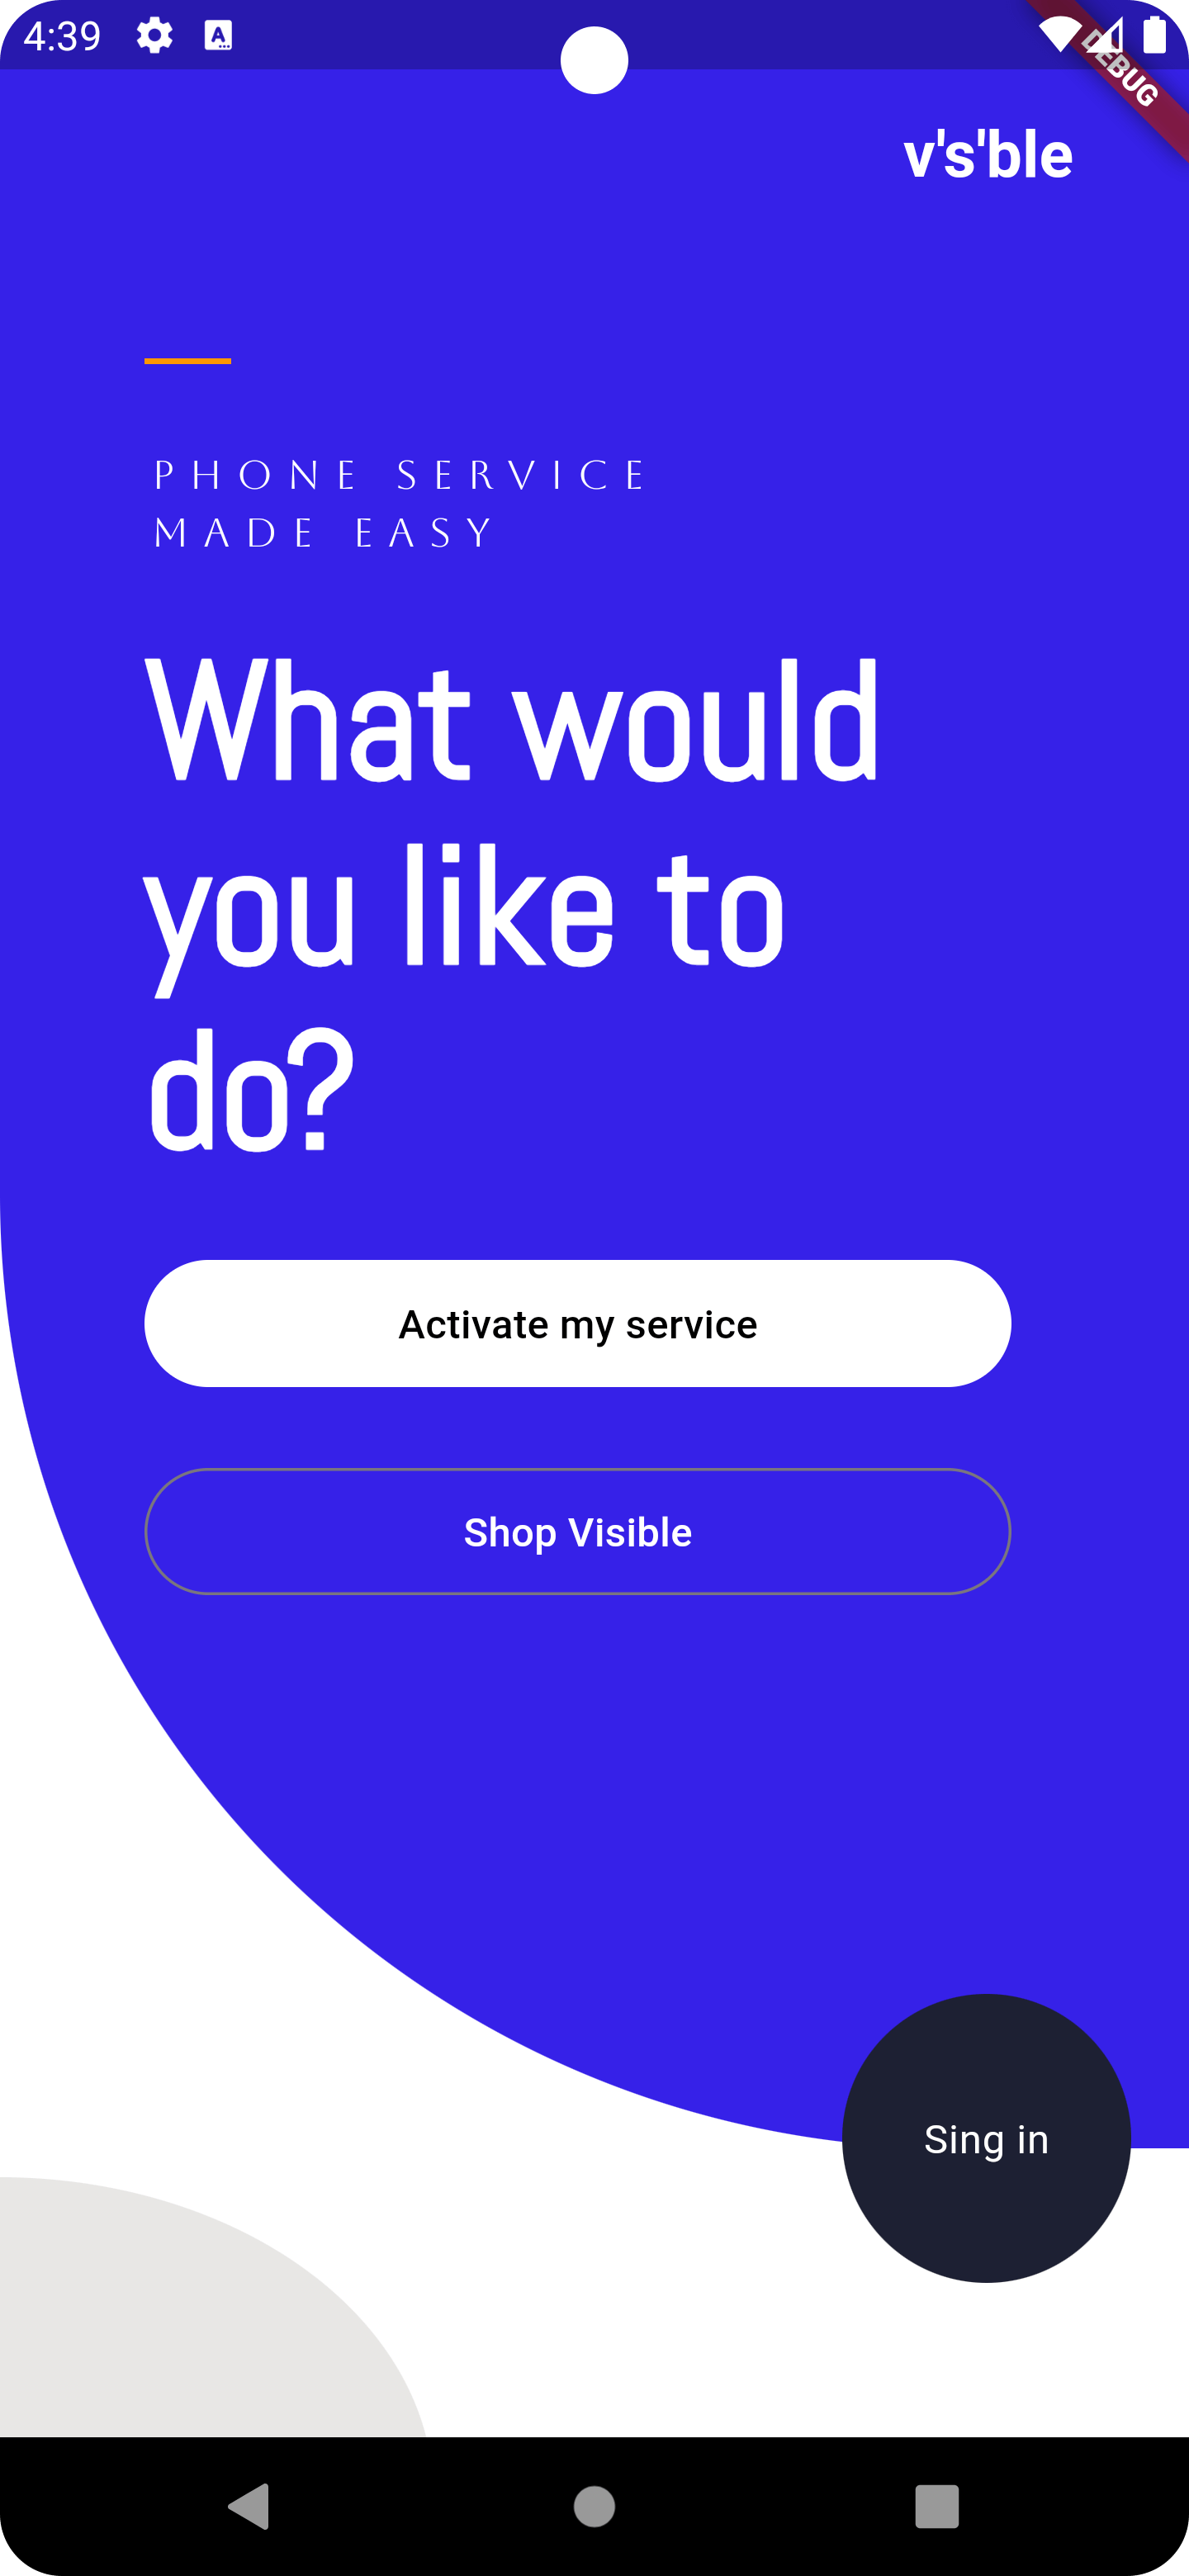 4:39
DEBUG
v's'ble
PHONE SERVICE
MADE EASY
What would
you like to
do?
Activate my service
Shop Visible
Sing in